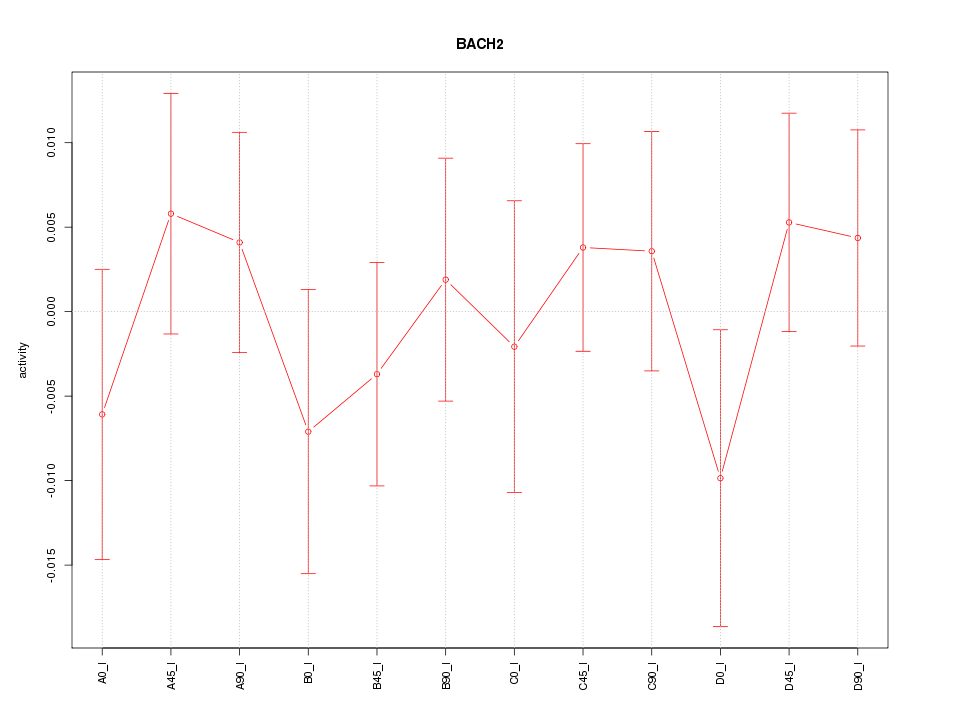 BACH2
activity
0.010
0.005
0.000
-0.005
-0.010
-0.015
A0_I
A45_I
A90_I
B0_I
B45_I
B90_I
C0_I
C45_I
C90_I
D0_I
D45_I
D90_I